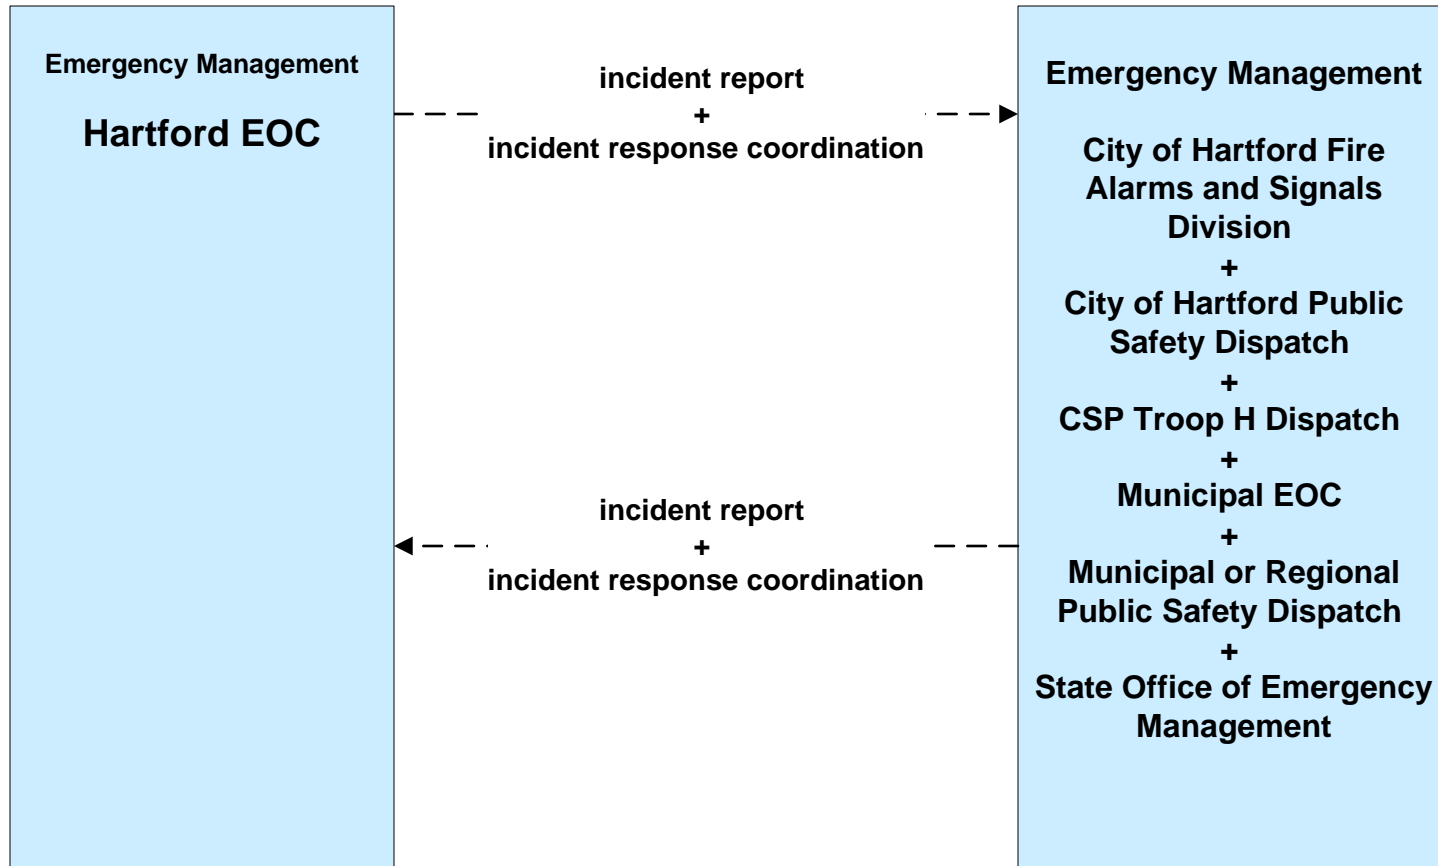 Emergency Management
Hartford EOC
incident report
+
incident response coordination
Emergency Management
City of Hartford Fire
Alarms and Signals
Division
+
City of Hartford Public
Safety Dispatch
+
CSP Troop H Dispatch
+
Municipal EOC
+
Municipal or Regional
Public Safety Dispatch
+
State Office of Emergency
Management
incident report
+
incident response coordination